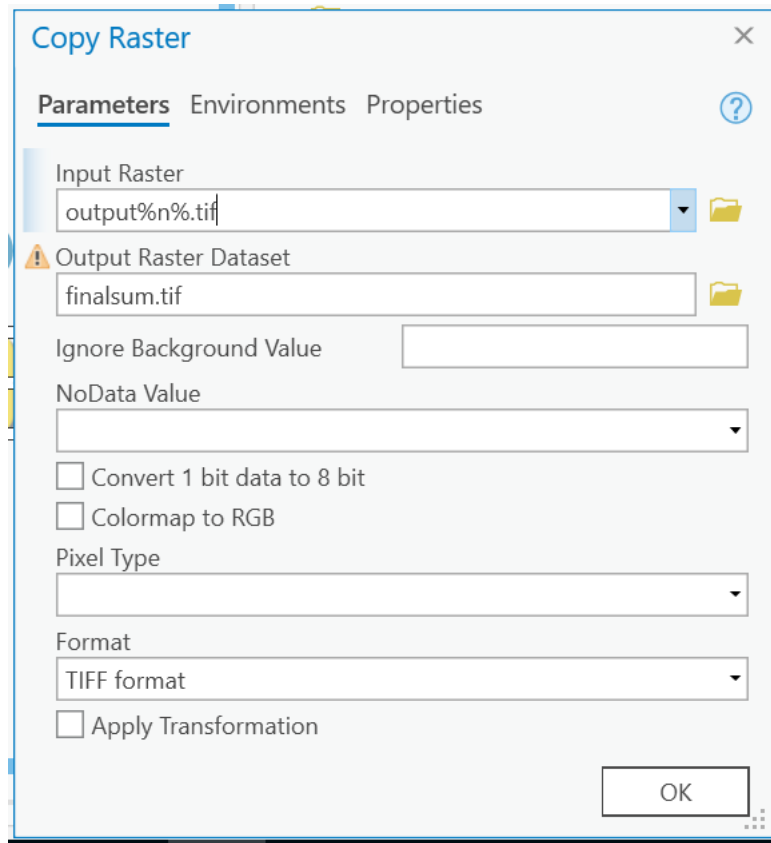 Copy Raster
Parameters Environments Properties
Input Raster
output%n%.tif
Output Raster Dataset
finalsum.tif
Ignore Background Value
NoData Value
Convert 1 bit data to 8 bit
Colormap to RGB
Pixel Type
Format
TIFF format
Apply Transformation
OK